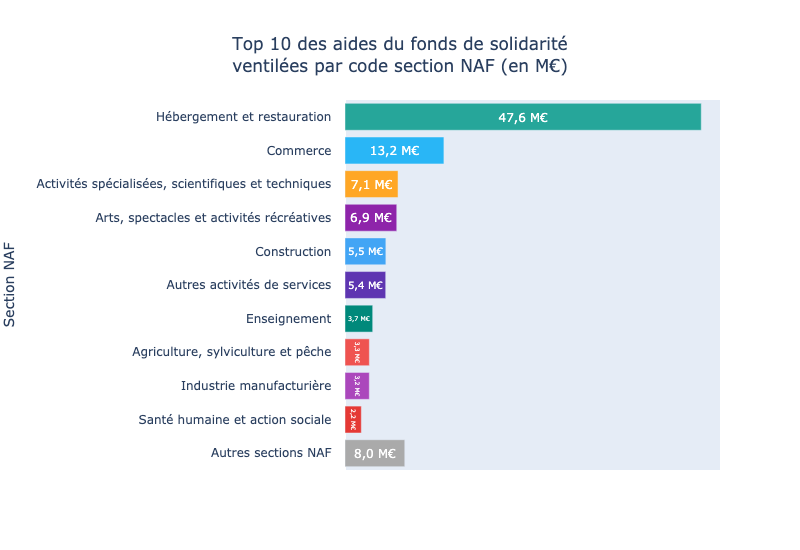 Top 10 des aides du fonds de solidarité
ventilées par code section NAF (en M€)
Section NAF
Hébergement et restauration 47,6 M€
Commerce 13,2 M€
Activités spécialisées, scientifiques et techniques 7,1 M€
Arts, spectacles et activités récréatives 6,9 M€
Construction 5,5 M€
Autres activités de services 5,4 M€
Enseignement 3,7 M€
Agriculture, sylviculture et pêche 3,3 M€
Industrie manufacturière 3,2 M€
Santé humaine et action sociale 2,2 M€
Autres sections NAF 8,0 M€